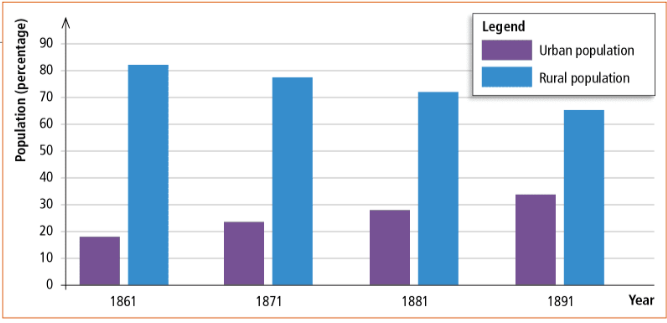 Population (percentage)
90
80
70
60
50
40
30
20
10
0
1861
1871
1881
1891
Year
Legend
Urban population
Rural population